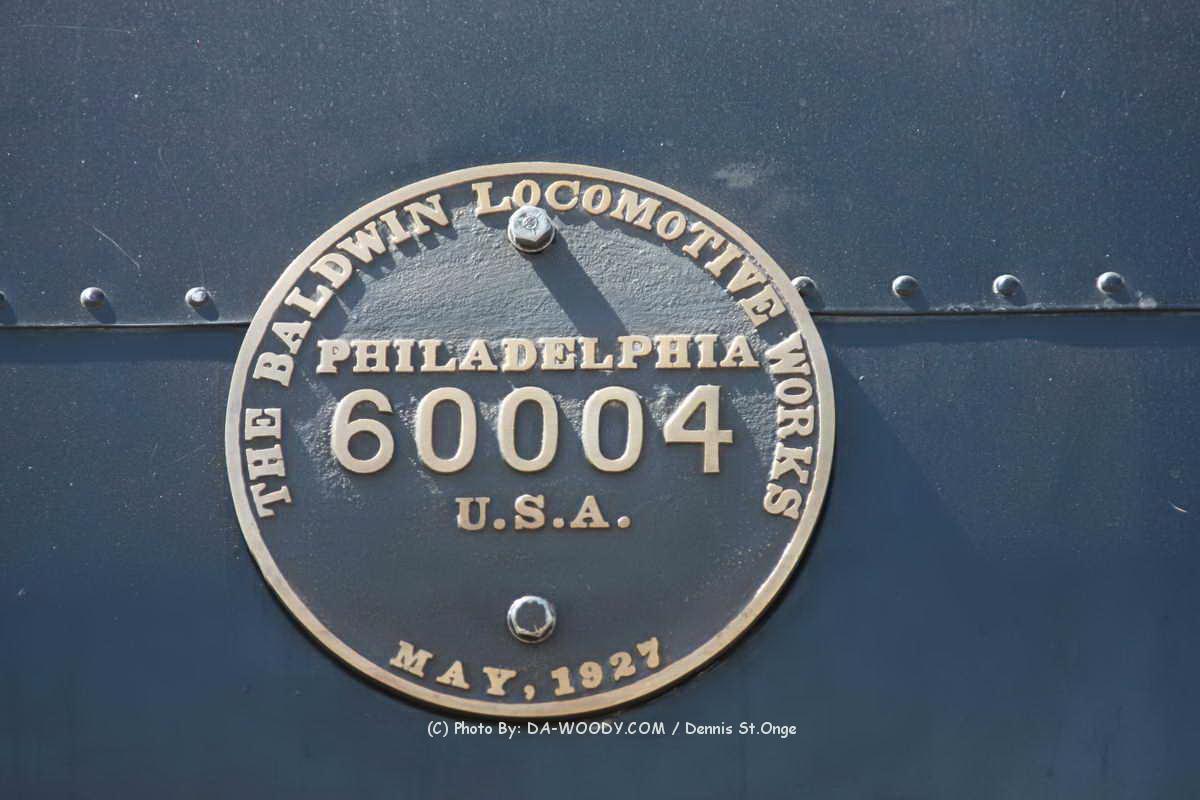 THE BALDWIN LOCOMOTIVE WORKS
PHILADELPHIA
60004
U.S.A.
MAY, 1927
(C) Photo By: DA-WOODY.COM / Dennis St.Onge